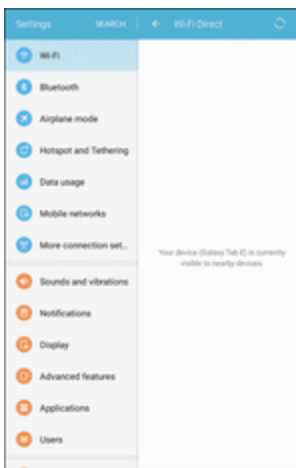 Settings
SEARCH
Wi-Fi Direct
Wi-Fi
Bluetooth
Airplane mode
Hotspot and Tethering
Data usage
Mobile networks
More connection set...
Sounds and vibrations
Notifications
Display
Advanced features
Applications
Users
Your device (Galaxy Tab E) is currently
visible to nearby devices.